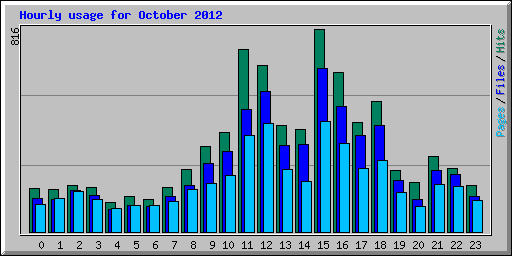 Hourly usage for October 2012
816
Pages / Files / Hits
0 1 2 3 4 5 6 7 8 9 10 11 12 13 14 15 16 17 18 19 20 21 22 23